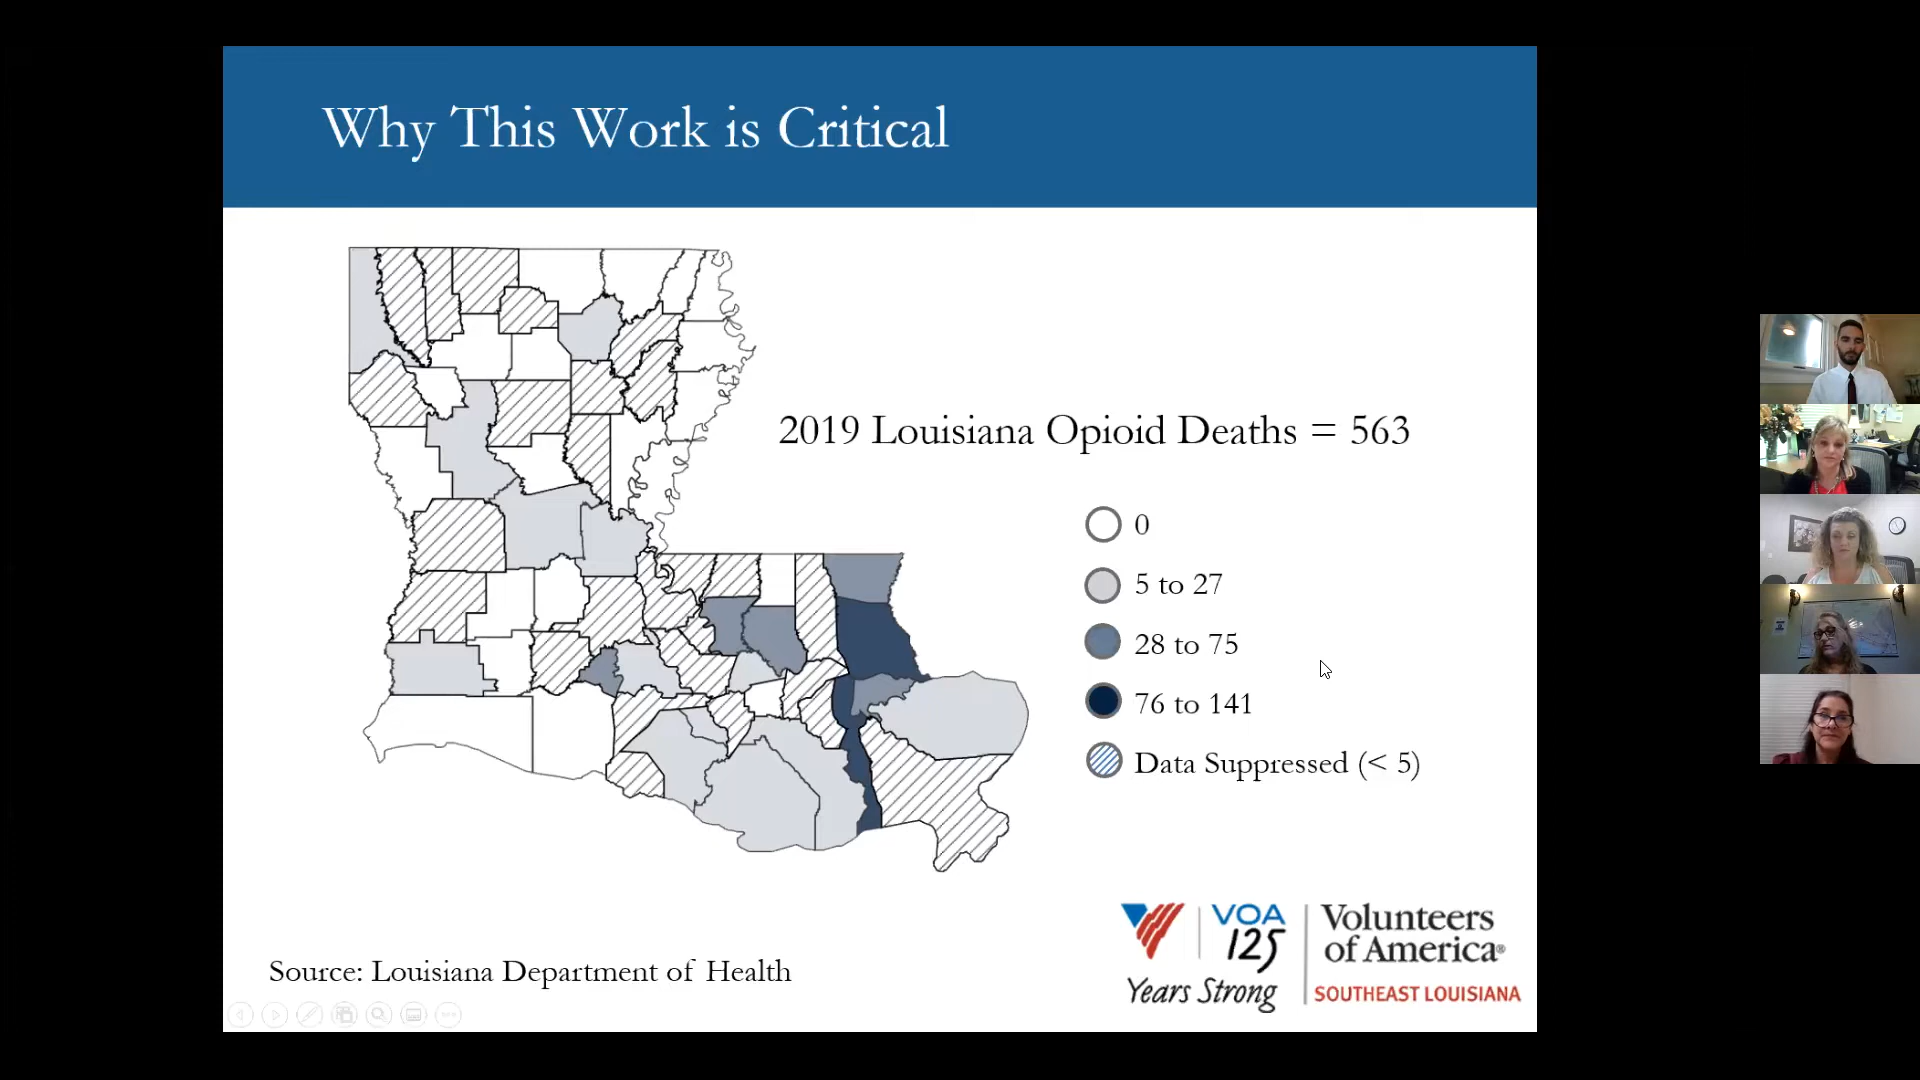 Why This Work is Critical
2019 Louisiana Opioid Deaths = 563
0
5 to 27
28 to 75
76 to 141
Data Suppressed (< 5)
Source: Louisiana Department of Health
VOA
125
Years Strong
Volunteers
of America®
SOUTHEAST LOUISIANA